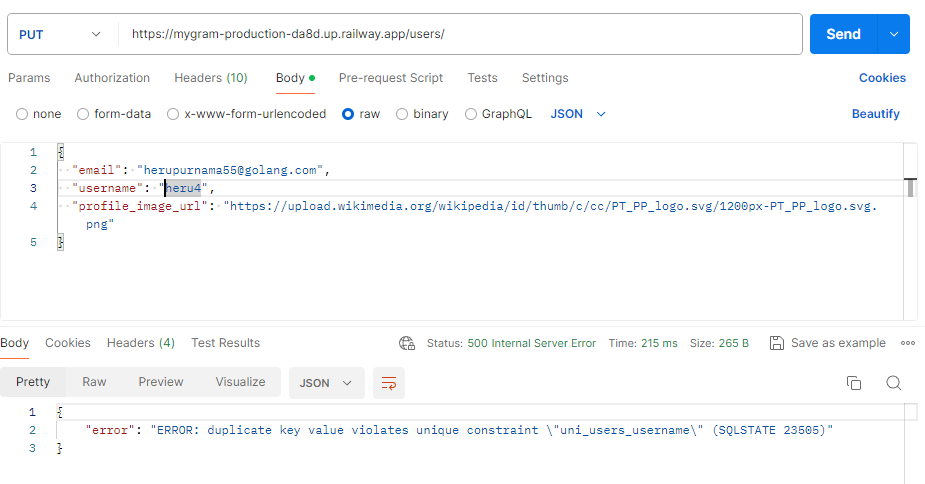 PUT https://mygram-production-da8d.up.railway.app/users/ Send
Params Authorization Headers (10) Body Pre-request Script Tests Settings Cookies
none form-data x-www-form-urlencoded raw binary GraphQL JSON Beautify
1 {
2 "email": "herupurnama55@golang.com",
3 "username": "heru4",
4 "profile_image_url": "https://upload.wikimedia.org/wikipedia/id/thumb/c/cc/PT_PP_logo.svg/1200px-PT_PP_logo.svg.
png"
5 }
Body Cookies Headers (4) Test Results Status: 500 Internal Server Error Time: 215 ms Size: 265 B Save as example
Pretty Raw Preview Visualize JSON
1 {
2 "error": "ERROR: duplicate key value violates unique constraint \"uni_users_username\" (SQLSTATE 23505)"
3 }